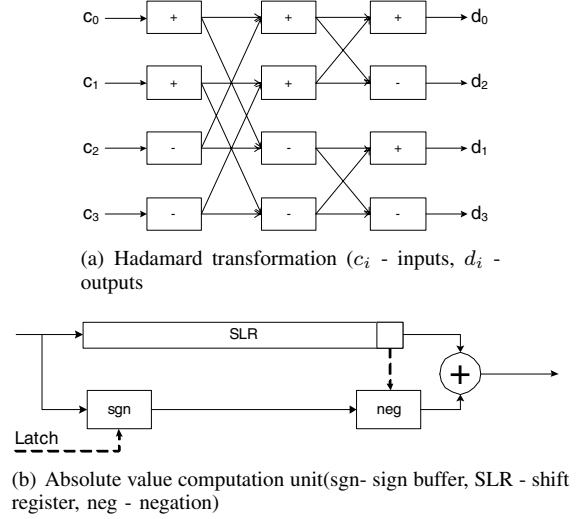 c0 + + + d0
c1 + + - d2
c2 - - + d1
c3 - - - d3
(a) Hadamard transformation (ci - inputs, di -
outputs
SLR
+
sgn
neg
Latch
(b) Absolute value computation unit(sgn- sign buffer, SLR - shift
register, neg - negation)